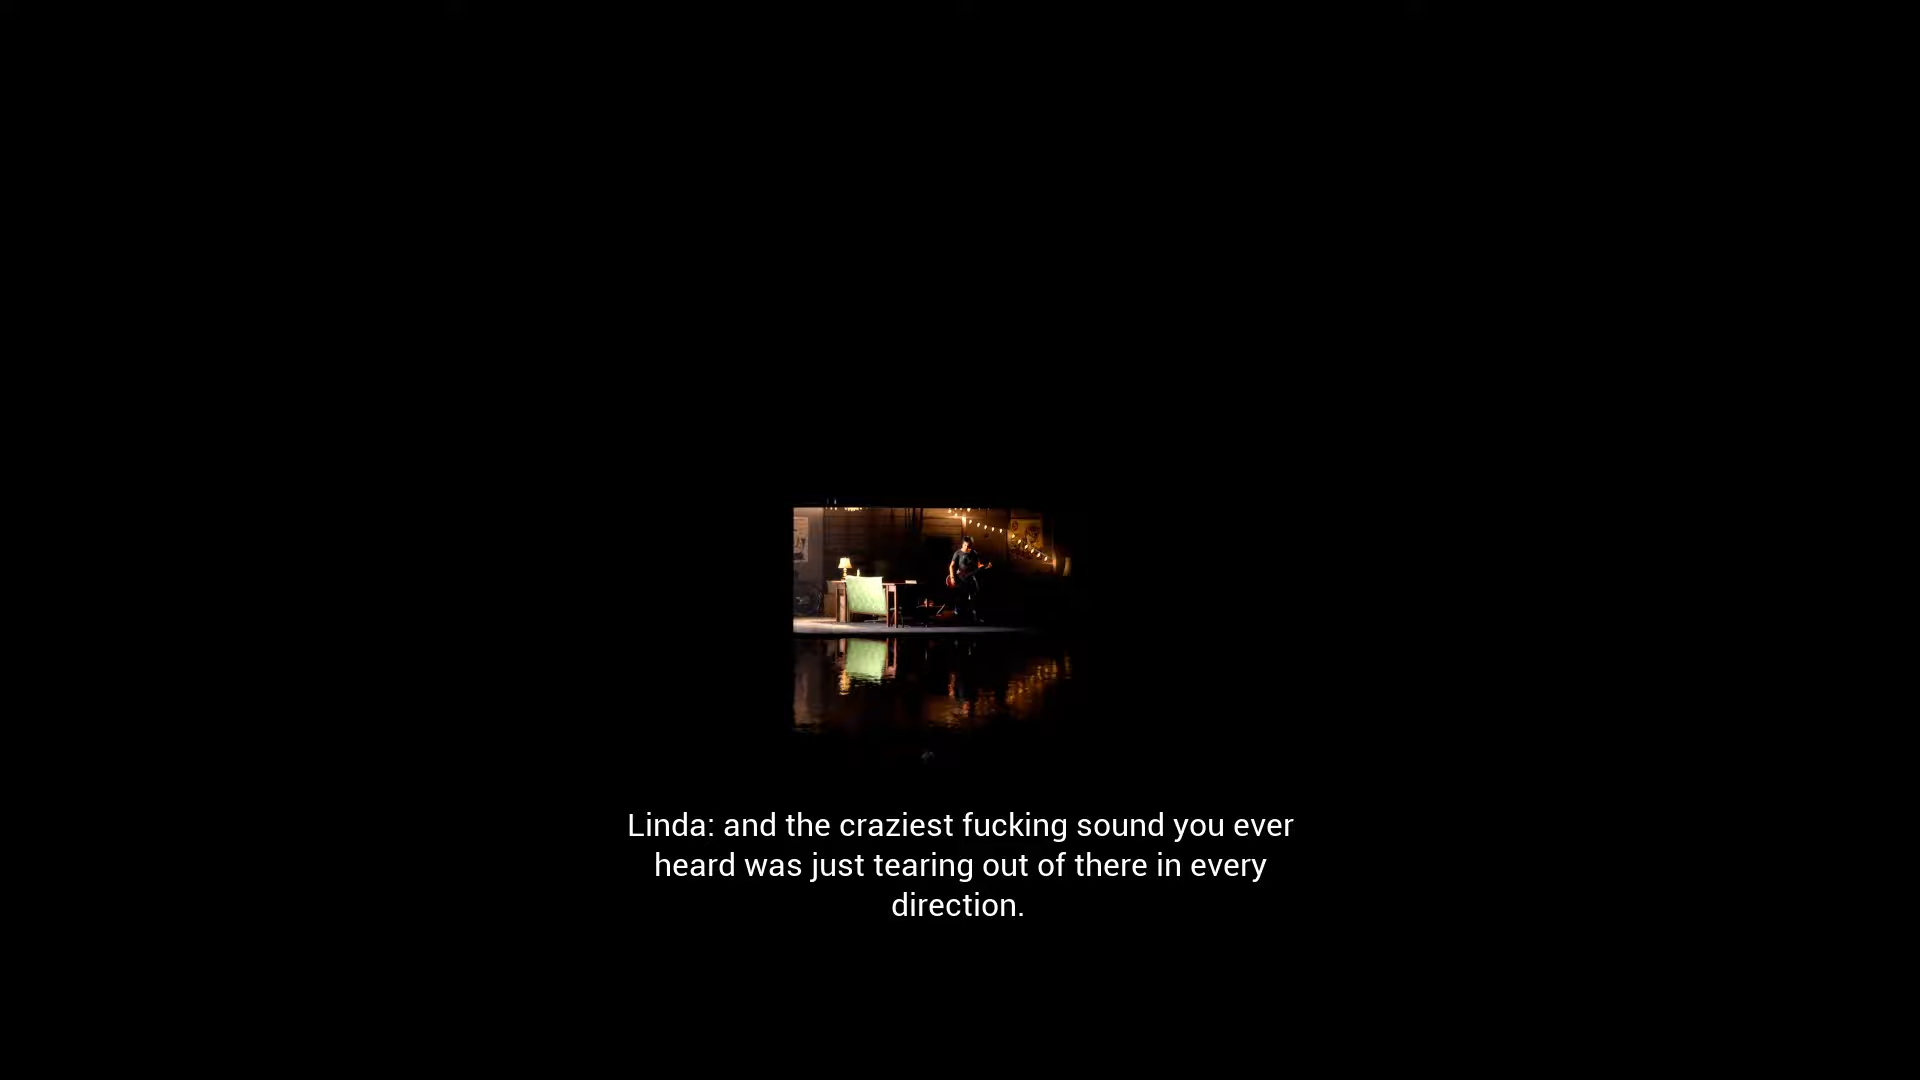 Linda: and the craziest fucking sound you ever
heard was just tearing out of there in every
direction.